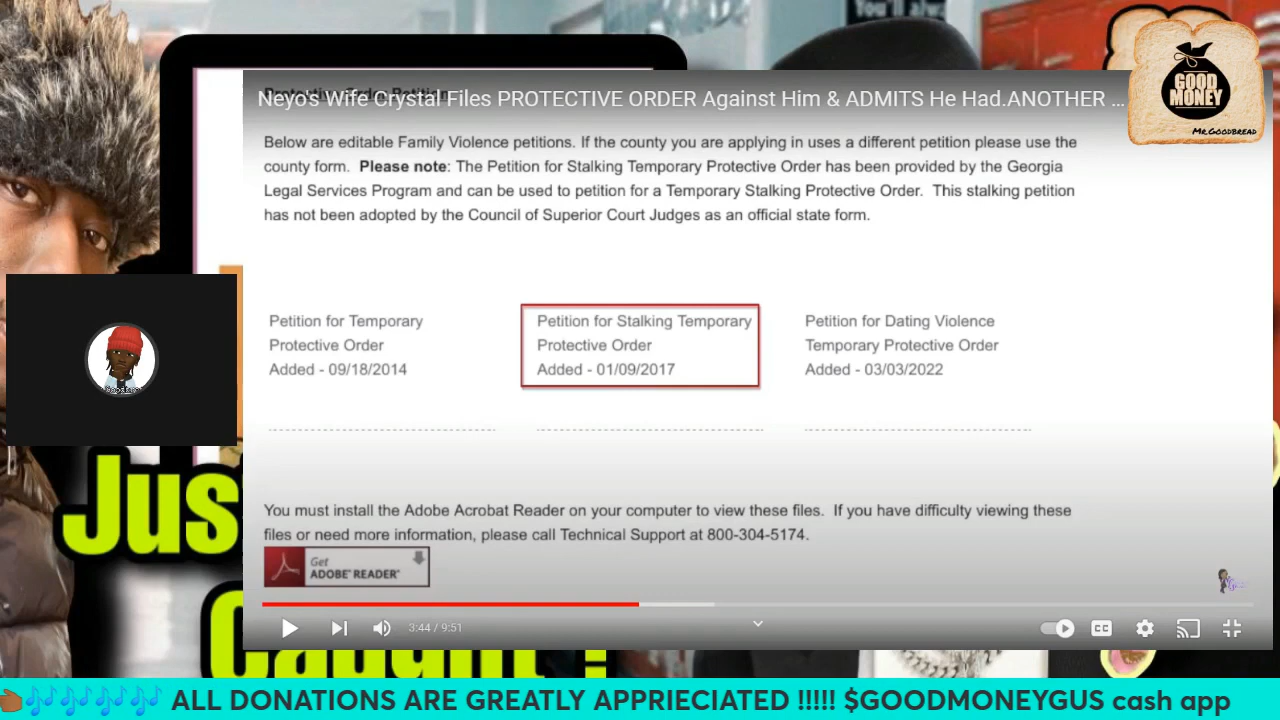 You'll alw
GOOD
MONEY
MR.GOODBREAD
Neyo's Wife Crystal Files PROTECTIVE ORDER Against Him & ADMITS He Had.ANOTHER ...
Below are editable Family Violence petitions. If the county you are applying in uses a different petition please use the
county form. Please note: The Petition for Stalking Temporary Protective Order has been provided by the Georgia
Legal Services Program and can be used to petition for a Temporary Stalking Protective Order. This stalking petition
has not been adopted by the Council of Superior Court Judges as an official state form.
Petition for Temporary
Protective Order
Added - 09/18/2014
Petition for Stalking Temporary
Protective Order
Added - 01/09/2017
Petition for Dating Violence
Temporary Protective Order
Added - 03/03/2022
Jus
You must install the Adobe Acrobat Reader on your computer to view these files. If you have difficulty viewing these
files or need more information, please call Technical Support at 800-304-5174.
Get
ADOBE® READER®
Caught !
3:44 / 9:51
CC
ALL DONATIONS ARE GREATLY APPRIECIATED !!!!! $GOODMONEYGUS cash app